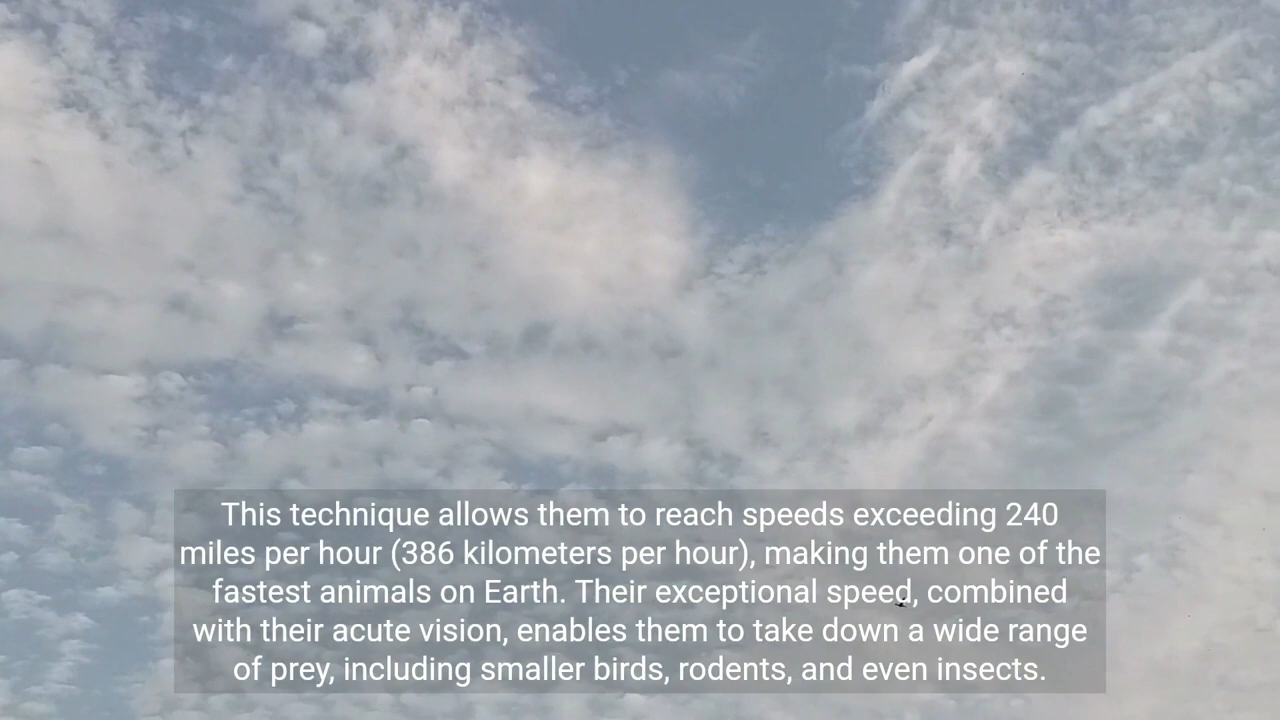 This technique allows them to reach speeds exceeding 240
miles per hour (386 kilometers per hour), making them one of the
fastest animals on Earth. Their exceptional speed, combined
with their acute vision, enables them to take down a wide range
of prey, including smaller birds, rodents, and even insects.